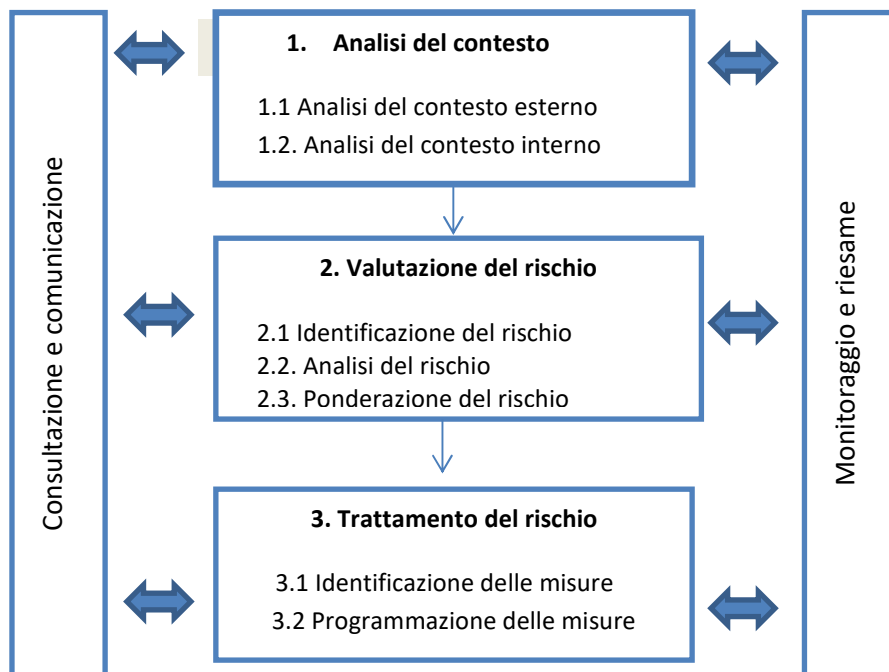 Consultazione e comunicazione
1. Analisi del contesto
1.1 Analisi del contesto esterno
1.2. Analisi del contesto interno
2. Valutazione del rischio
2.1 Identificazione del rischio
2.2. Analisi del rischio
2.3. Ponderazione del rischio
3. Trattamento del rischio
3.1 Identificazione delle misure
3.2 Programmazione delle misure
Monitoraggio e riesame